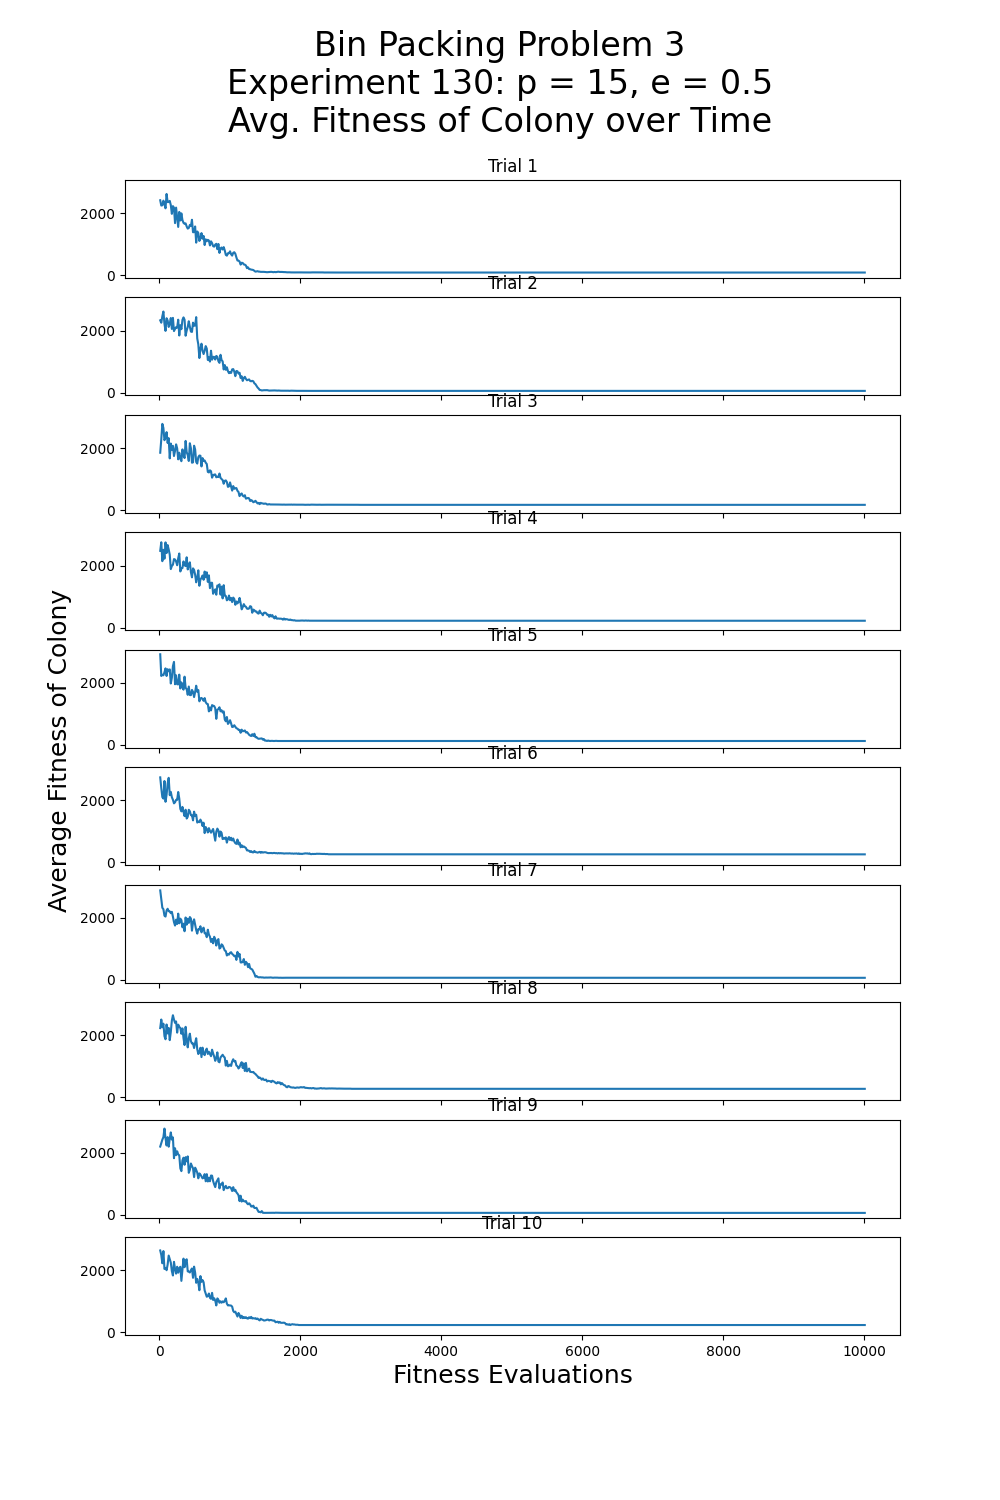 Bin Packing Problem 3
Experiment 130: p = 15, e = 0.5
Avg. Fitness of Colony over Time
Trial 1
2000
0
Trial 2
2000
0
Trial 3
2000
0
Trial 4
2000
0
Trial 5
2000
0
Trial 6
2000
0
Trial 7
2000
0
Trial 8
2000
0
Trial 9
2000
0
Trial 10
2000
0
0 2000 4000 6000 8000 10000
Fitness Evaluations
Average Fitness of Colony